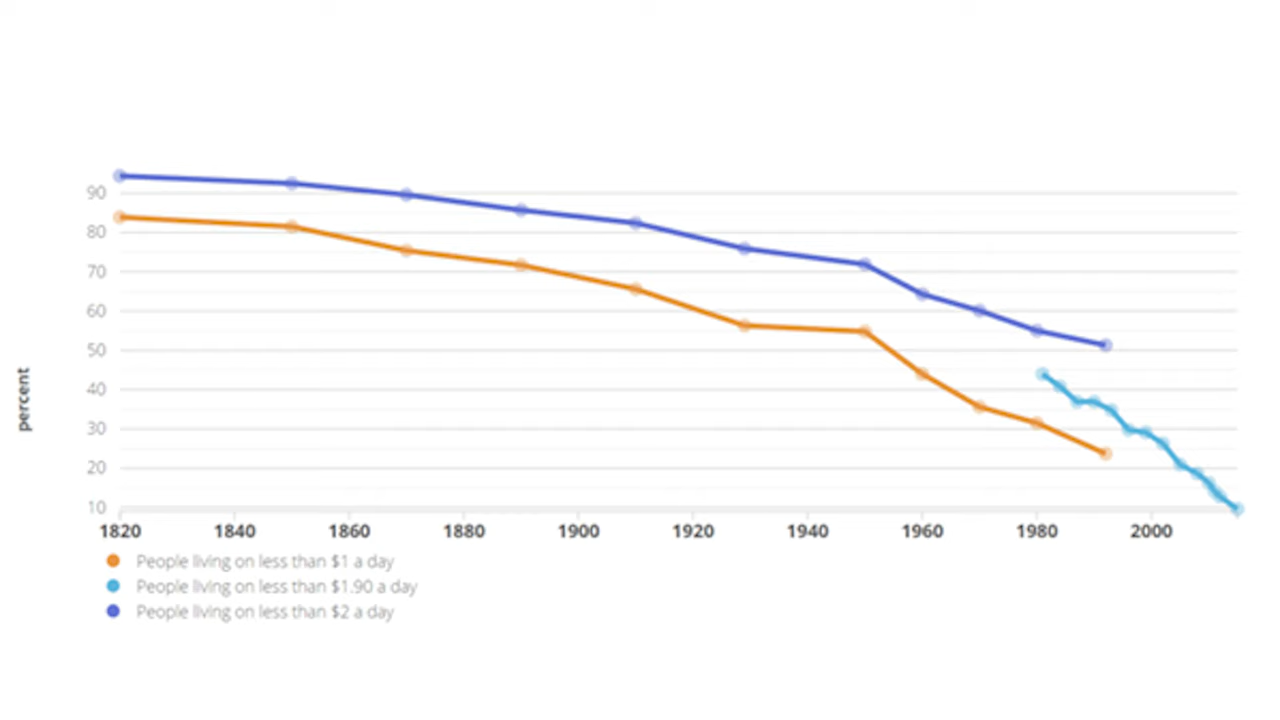 90
80
70
60
50
40
30
20
10
percent
1820 1840 1860 1880 1900 1920 1940 1960 1980 2000
People living on less than $1 a day
People living on less than $1.90 a day
People living on less than $2 a day